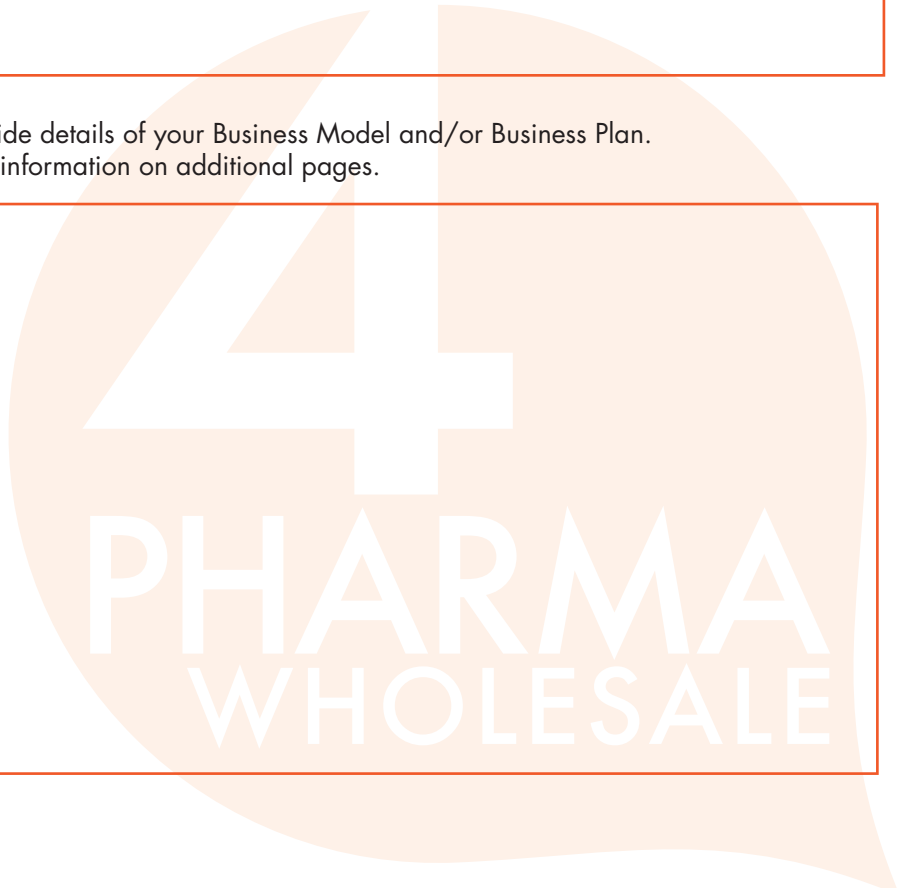 ide details of your Business Model and/or Business Plan.
information on additional pages.
4
PHARMA
WHOLESALE